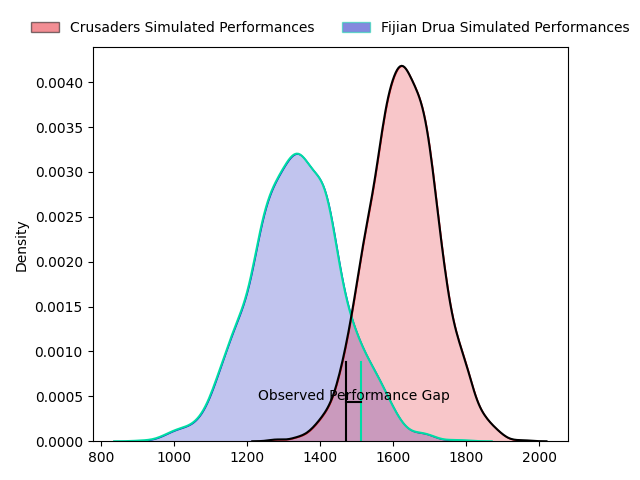 Crusaders Simulated Performances
Fijian Drua Simulated Performances
0.0040
0.0035
0.0030
0.0025
0.0020
0.0015
0.0010
0.0005
0.0000
Density
Observed Performance Gap
800 1000 1200 1400 1600 1800 2000